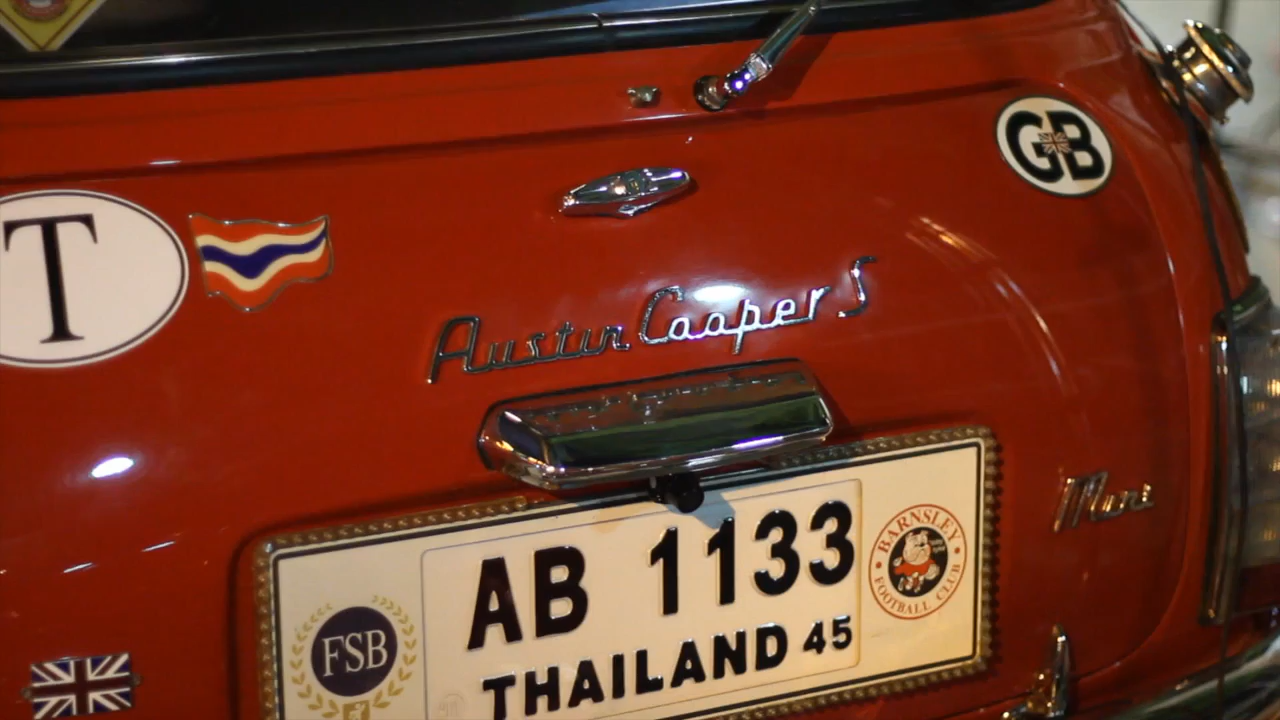 GB
T
Austin Cooper S
Mini
AB 1133
THAILAND 45
FSB
BARNSLEY
FOOTBALL CLUB